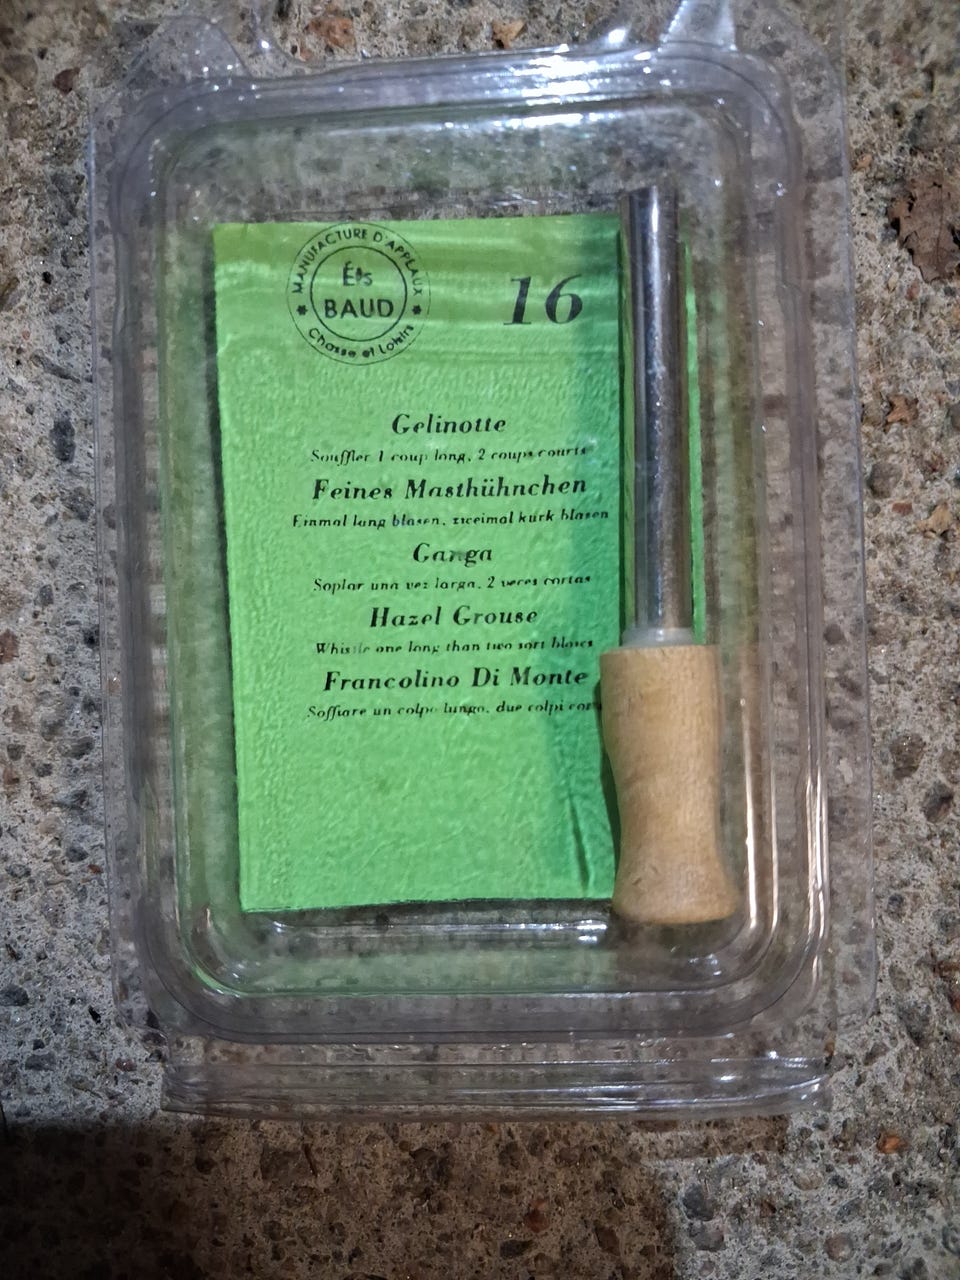 MANUFACTURE D'APPEAUX
Éts
BAUD
Chasse et Loisirs
16
Gelinotte
Souffler 1 coup long, 2 coups courts
Feines Masthühnchen
Einmal lang blasen, zweimal kurk blasen
Ganga
Soplar una vez larga, 2 veces cortas
Hazel Grouse
Whistle one long than two sort blows
Francolino Di Monte
Soffiare un colpo lungo, due colpi